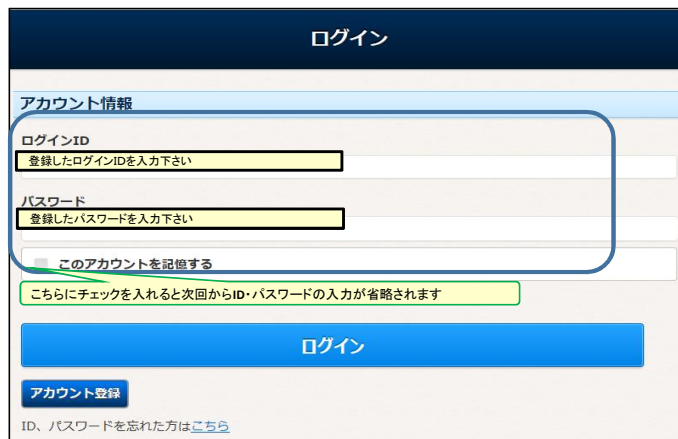 ログイン
アカウント情報
ログインID
登録したログインIDを入力下さい
パスワード
登録したパスワードを入力下さい
このアカウントを記憶する
こちらにチェックを入れると次回からID・パスワードの入力が省略されます
ログイン
アカウント登録
ID、パスワードを忘れた方はこちら